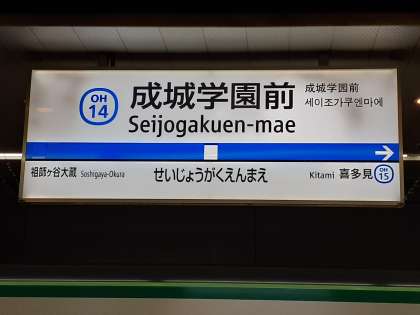 OH
14
成城学園前
Seijogakuen-mae
成城学園前
세이조가쿠엔마에
祖師ヶ谷大蔵 Soshigaya-Okura
せいじょうがくえんまえ
Kitami 喜多見
OH
15